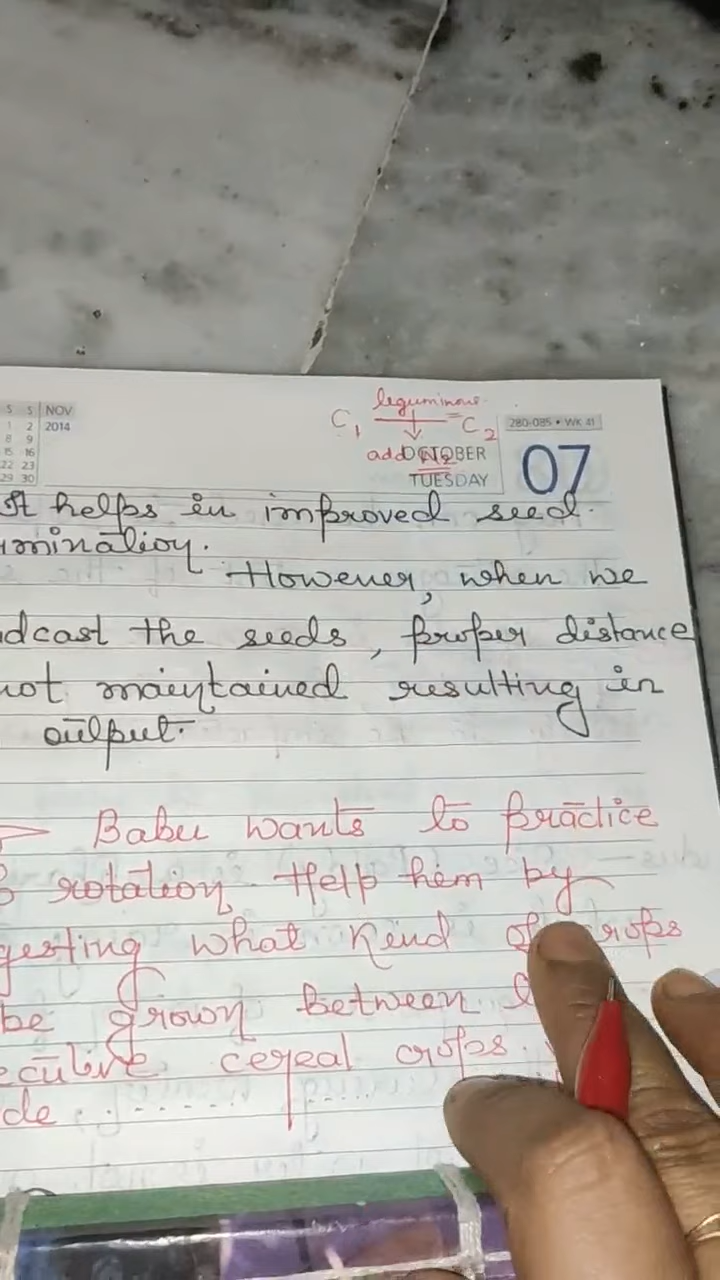 S S NOV
1 2 2014
8 9
15 16
22 23
29 30
leguminous
C1 → C2
add N2
OCTOBER
TUESDAY
280-085 • WK 41
07
It helps in improved seed
mination.
However, when we
dcast the seeds, proper distance
not maintained resulting in
output.
Babu wants to practice
rotation. Help him by
gesting what kind of crops
be grown between
ecutive cereal crops.
de